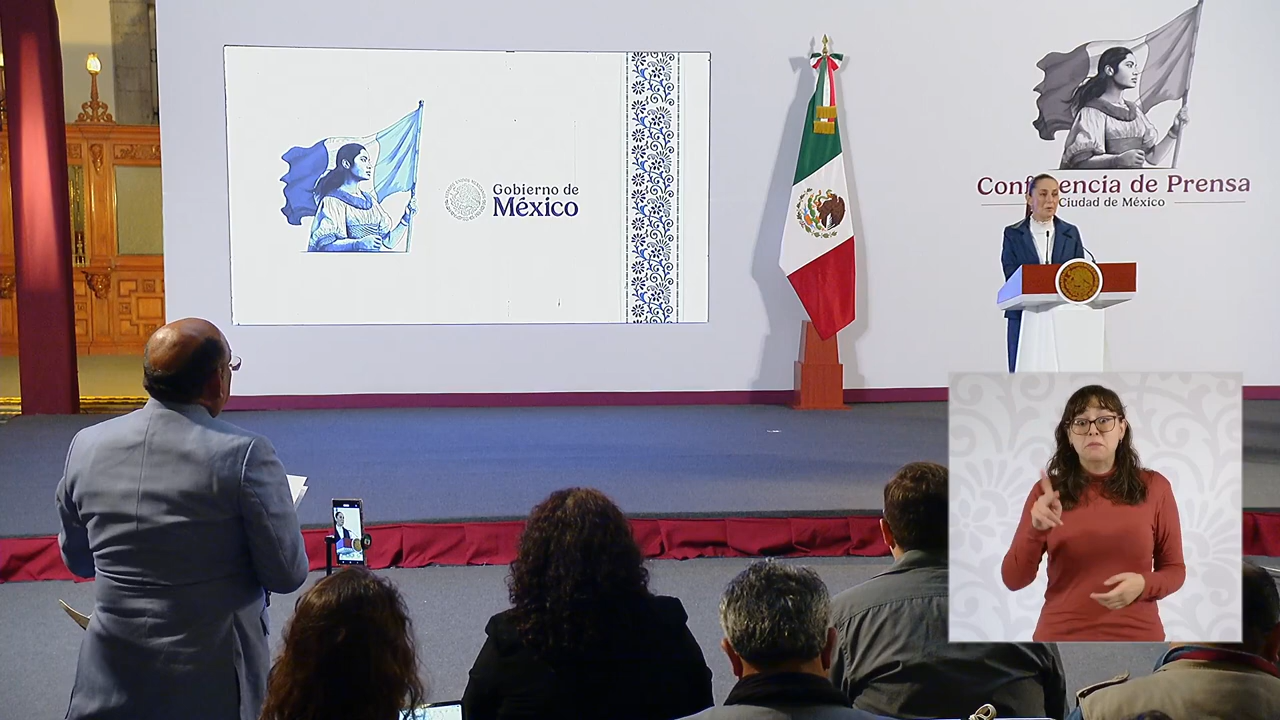 Gobierno de
México
Conferencia de Prensa
Ciudad de México